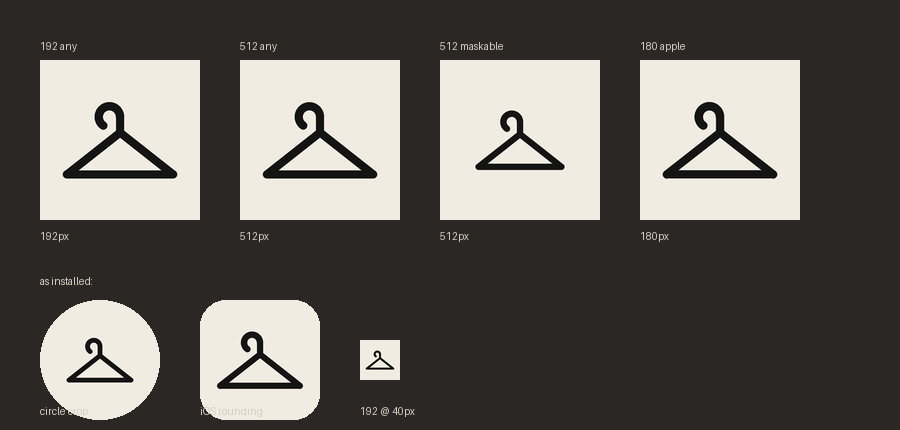 192 any
512 any
512 maskable
180 apple
192px
512px
512px
180px
as installed:
circle crop
iOS rounding
192 @ 40px